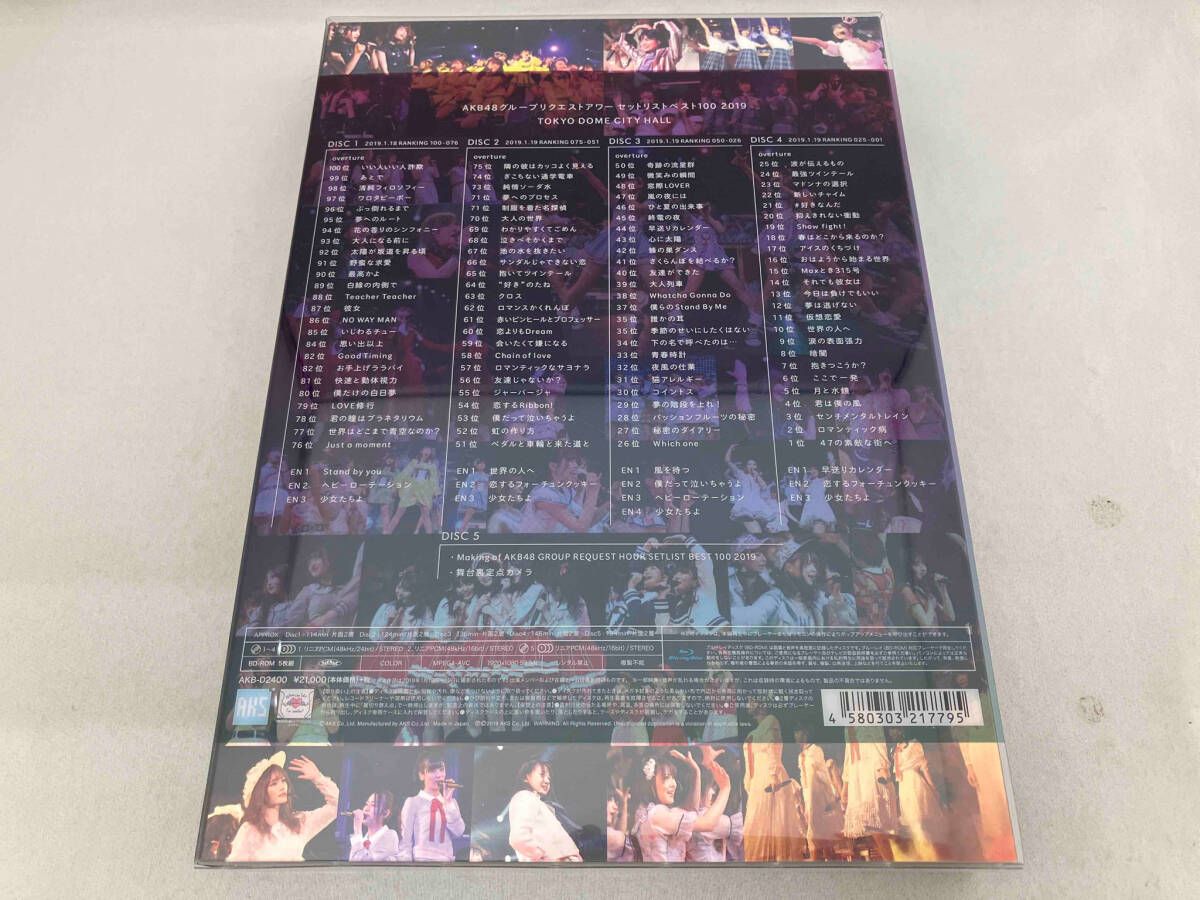 AKB48グループリクエストアワー セットリストベスト100 2019
TOKYO DOME CITY HALL
DISC 1 2019.1.18 RANKING 100-076
overture
100位 いい人いい人詐欺
99位 あとで
98位 清純フィロソフィー
97位 ワロタピーポー
96位 ぶっ倒れるまで
95位 夢へのルート
94位 花の香りのシンフォニー
93位 大人になる前に
92位 太陽が坂道を昇る頃
91位 野蛮な求愛
90位 最高かよ
89位 白線の内側で
88位 Teacher Teacher
87位 彼女
86位 NO WAY MAN
85位 いじわるチュー
84位 思い出以上
82位 Good Timing
82位 お手上げララバイ
81位 快速と動体視力
80位 僕だけの白日夢
79位 LOVE修行
78位 君の瞳はプラネタリウム
77位 世界はどこまで青空なのか?
76位 Just a moment
EN1 Stand by you
EN2 ヘビーローテーション
EN3 少女たちよ
DISC 2 2019.1.19 RANKING 075-051
overture
75位 隣の彼はカッコよく見える
74位 ぎこちない通学電車
73位 純情ソーダ水
71位 夢へのプロセス
71位 制服を着た名探偵
70位 大人の世界
69位 わかりやすくてごめん
68位 泣きべそかくまで
67位 池の水を抜きたい
66位 サンダルじゃできない恋
65位 抱いてツインテール
64位 “好き”のたね
63位 クロス
62位 ロマンスかくれんぼ
61位 赤いピンヒールとプロフェッサー
60位 恋よりもDream
59位 会いたくて嫌になる
58位 Chain of love
57位 ロマンティックなサヨナラ
56位 友達じゃないか?
55位 ジャーバージャ
54位 恋するRibbon!
53位 僕だって泣いちゃうよ
52位 虹の作り方
51位 ペダルと車輪と来た道と
EN1 世界の人へ
EN2 恋するフォーチュンクッキー
EN3 少女たちよ
DISC 3 2019.1.19 RANKING 050-026
overture
50位 奇跡の流星群
49位 微笑みの瞬間
48位 窓際LOVER
47位 嵐の夜には
46位 ひと夏の出来事
45位 終電の夜
44位 早送りカレンダー
43位 心に太陽
42位 蜂の巣ダンス
41位 さくらんぼを結べるか?
40位 友達ができた
39位 大人列車
38位 Whatcha Gonna Do
37位 僕らのStand By Me
35位 誰かの耳
35位 季節のせいにしたくはない
34位 下の名で呼べたのは…
33位 青春時計
32位 夜風の仕業
31位 猫アレルギー
30位 コイントス
29位 夢の階段を上れ!
28位 パッションフルーツの秘密
27位 秘密のダイアリー
26位 Which one
EN1 風を待つ
EN2 僕だって泣いちゃうよ
EN3 ヘビーローテーション
EN4 少女たちよ
DISC 4 2019.1.19 RANKING 025-001
overture
25位 波が伝えるもの
24位 最強ツインテール
23位 マドンナの選択
22位 新しいチャイム
21位 #好きなんだ
20位 抑えきれない衝動
19位 Show fight!
18位 春はどこから来るのか?
17位 アイスのくちづけ
16位 おはようから始まる世界
15位 Maxとき315号
14位 それでも彼女は
13位 今日は負けでもいい
12位 夢は逃げない
11位 仮想恋愛
10位 世界の人へ
9位 涙の表面張力
8位 暗闇
7位 抱きつこうか?
6位 ここで一発
5位 月と水鏡
4位 君は僕の風
3位 センチメンタルトレイン
2位 ロマンティック病
1位 47の素敵な街へ
EN1 早送りカレンダー
EN2 恋するフォーチュンクッキー
EN3 少女たちよ
DISC 5
・Making of AKB48 GROUP REQUEST HOUR SETLIST BEST 100 2019
・舞台裏定点カメラ
BD-ROM 5枚組 COLOR MPEG4-AVC レンタル禁止 複製不能
Blu-ray Disc
AKB-D2400 ¥21,000(本体価格)+税
AKS
4 580303 217795